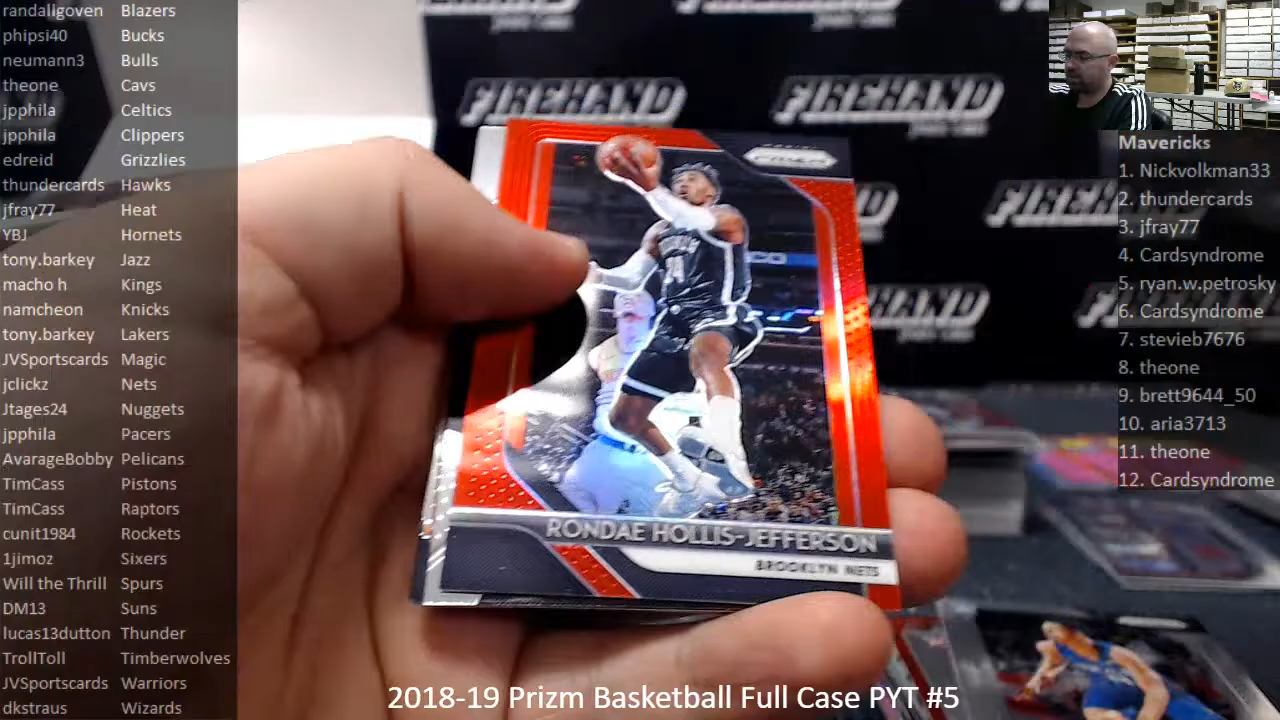 randallgoven Blazers
phipsi40 Bucks
neumann3 Bulls
theone Cavs
jpphila Celtics
jpphila Clippers
edreid Grizzlies
thundercards Hawks
jfray77 Heat
YBJ Hornets
tony.barkey Jazz
macho h Kings
namcheon Knicks
tony.barkey Lakers
JVSportscards Magic
jclickz Nets
Jtages24 Nuggets
jpphila Pacers
AvarageBobby Pelicans
TimCass Pistons
TimCass Raptors
cunit1984 Rockets
1jimoz Sixers
Will the Thrill Spurs
DM13 Suns
lucas13dutton Thunder
TrollToll Timberwolves
JVSportscards Warriors
dkstraus Wizards
FIREHAND
FIREHAND
FIREHAND
PRIZM
RONDAE HOLLIS-JEFFERSON
BROOKLYN NETS
Mavericks
1. Nickvolkman33
2. thundercards
3. jfray77
4. Cardsyndrome
5. ryan.w.petrosky
6. Cardsyndrome
7. stevieb7676
8. theone
9. brett9644_50
10. aria3713
11. theone
12. Cardsyndrome
2018-19 Prizm Basketball Full Case PYT #5